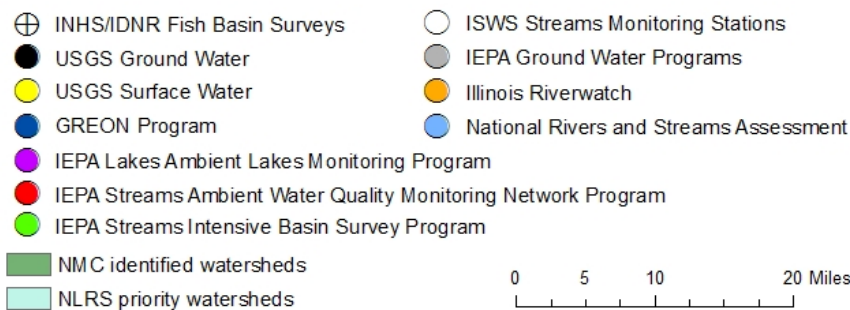 INHS/IDNR Fish Basin Surveys
USGS Ground Water
USGS Surface Water
GREON Program
IEPA Lakes Ambient Lakes Monitoring Program
IEPA Streams Ambient Water Quality Monitoring Network Program
IEPA Streams Intensive Basin Survey Program
NMC identified watersheds
NLRS priority watersheds
ISWS Streams Monitoring Stations
IEPA Ground Water Programs
Illinois Riverwatch
National Rivers and Streams Assessment
0 5 10 20 Miles